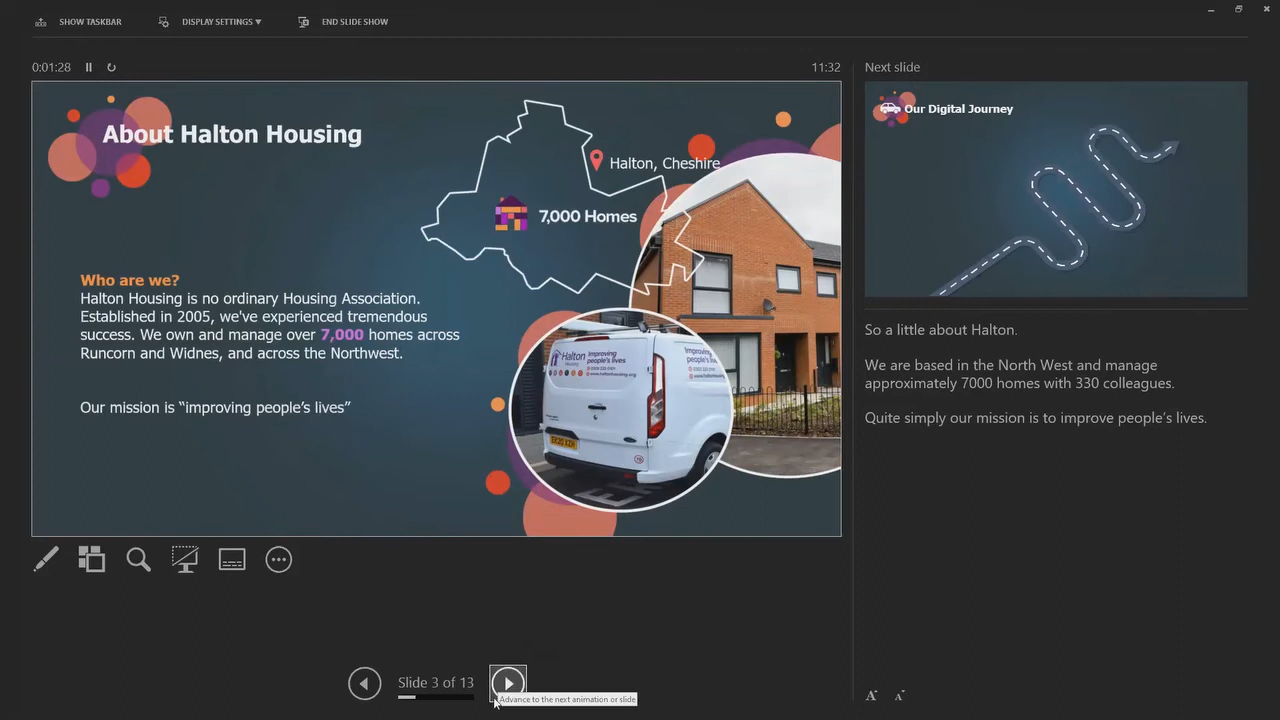 SHOW TASKBAR
DISPLAY SETTINGS ▼
END SLIDE SHOW
0:01:28
11:32
About Halton Housing
Halton, Cheshire
7,000 Homes
Who are we?
Halton Housing is no ordinary Housing Association.
Established in 2005, we've experienced tremendous
success. We own and manage over 7,000 homes across
Runcorn and Widnes, and across the Northwest.
Our mission is “improving people’s lives”
Halton
Housing
Improving
people's lives
Slide 3 of 13
Advance to the next animation or slide
Next slide
Our Digital Journey
So a little about Halton.
We are based in the North West and manage
approximately 7000 homes with 330 colleagues.
Quite simply our mission is to improve people’s lives.
A
A